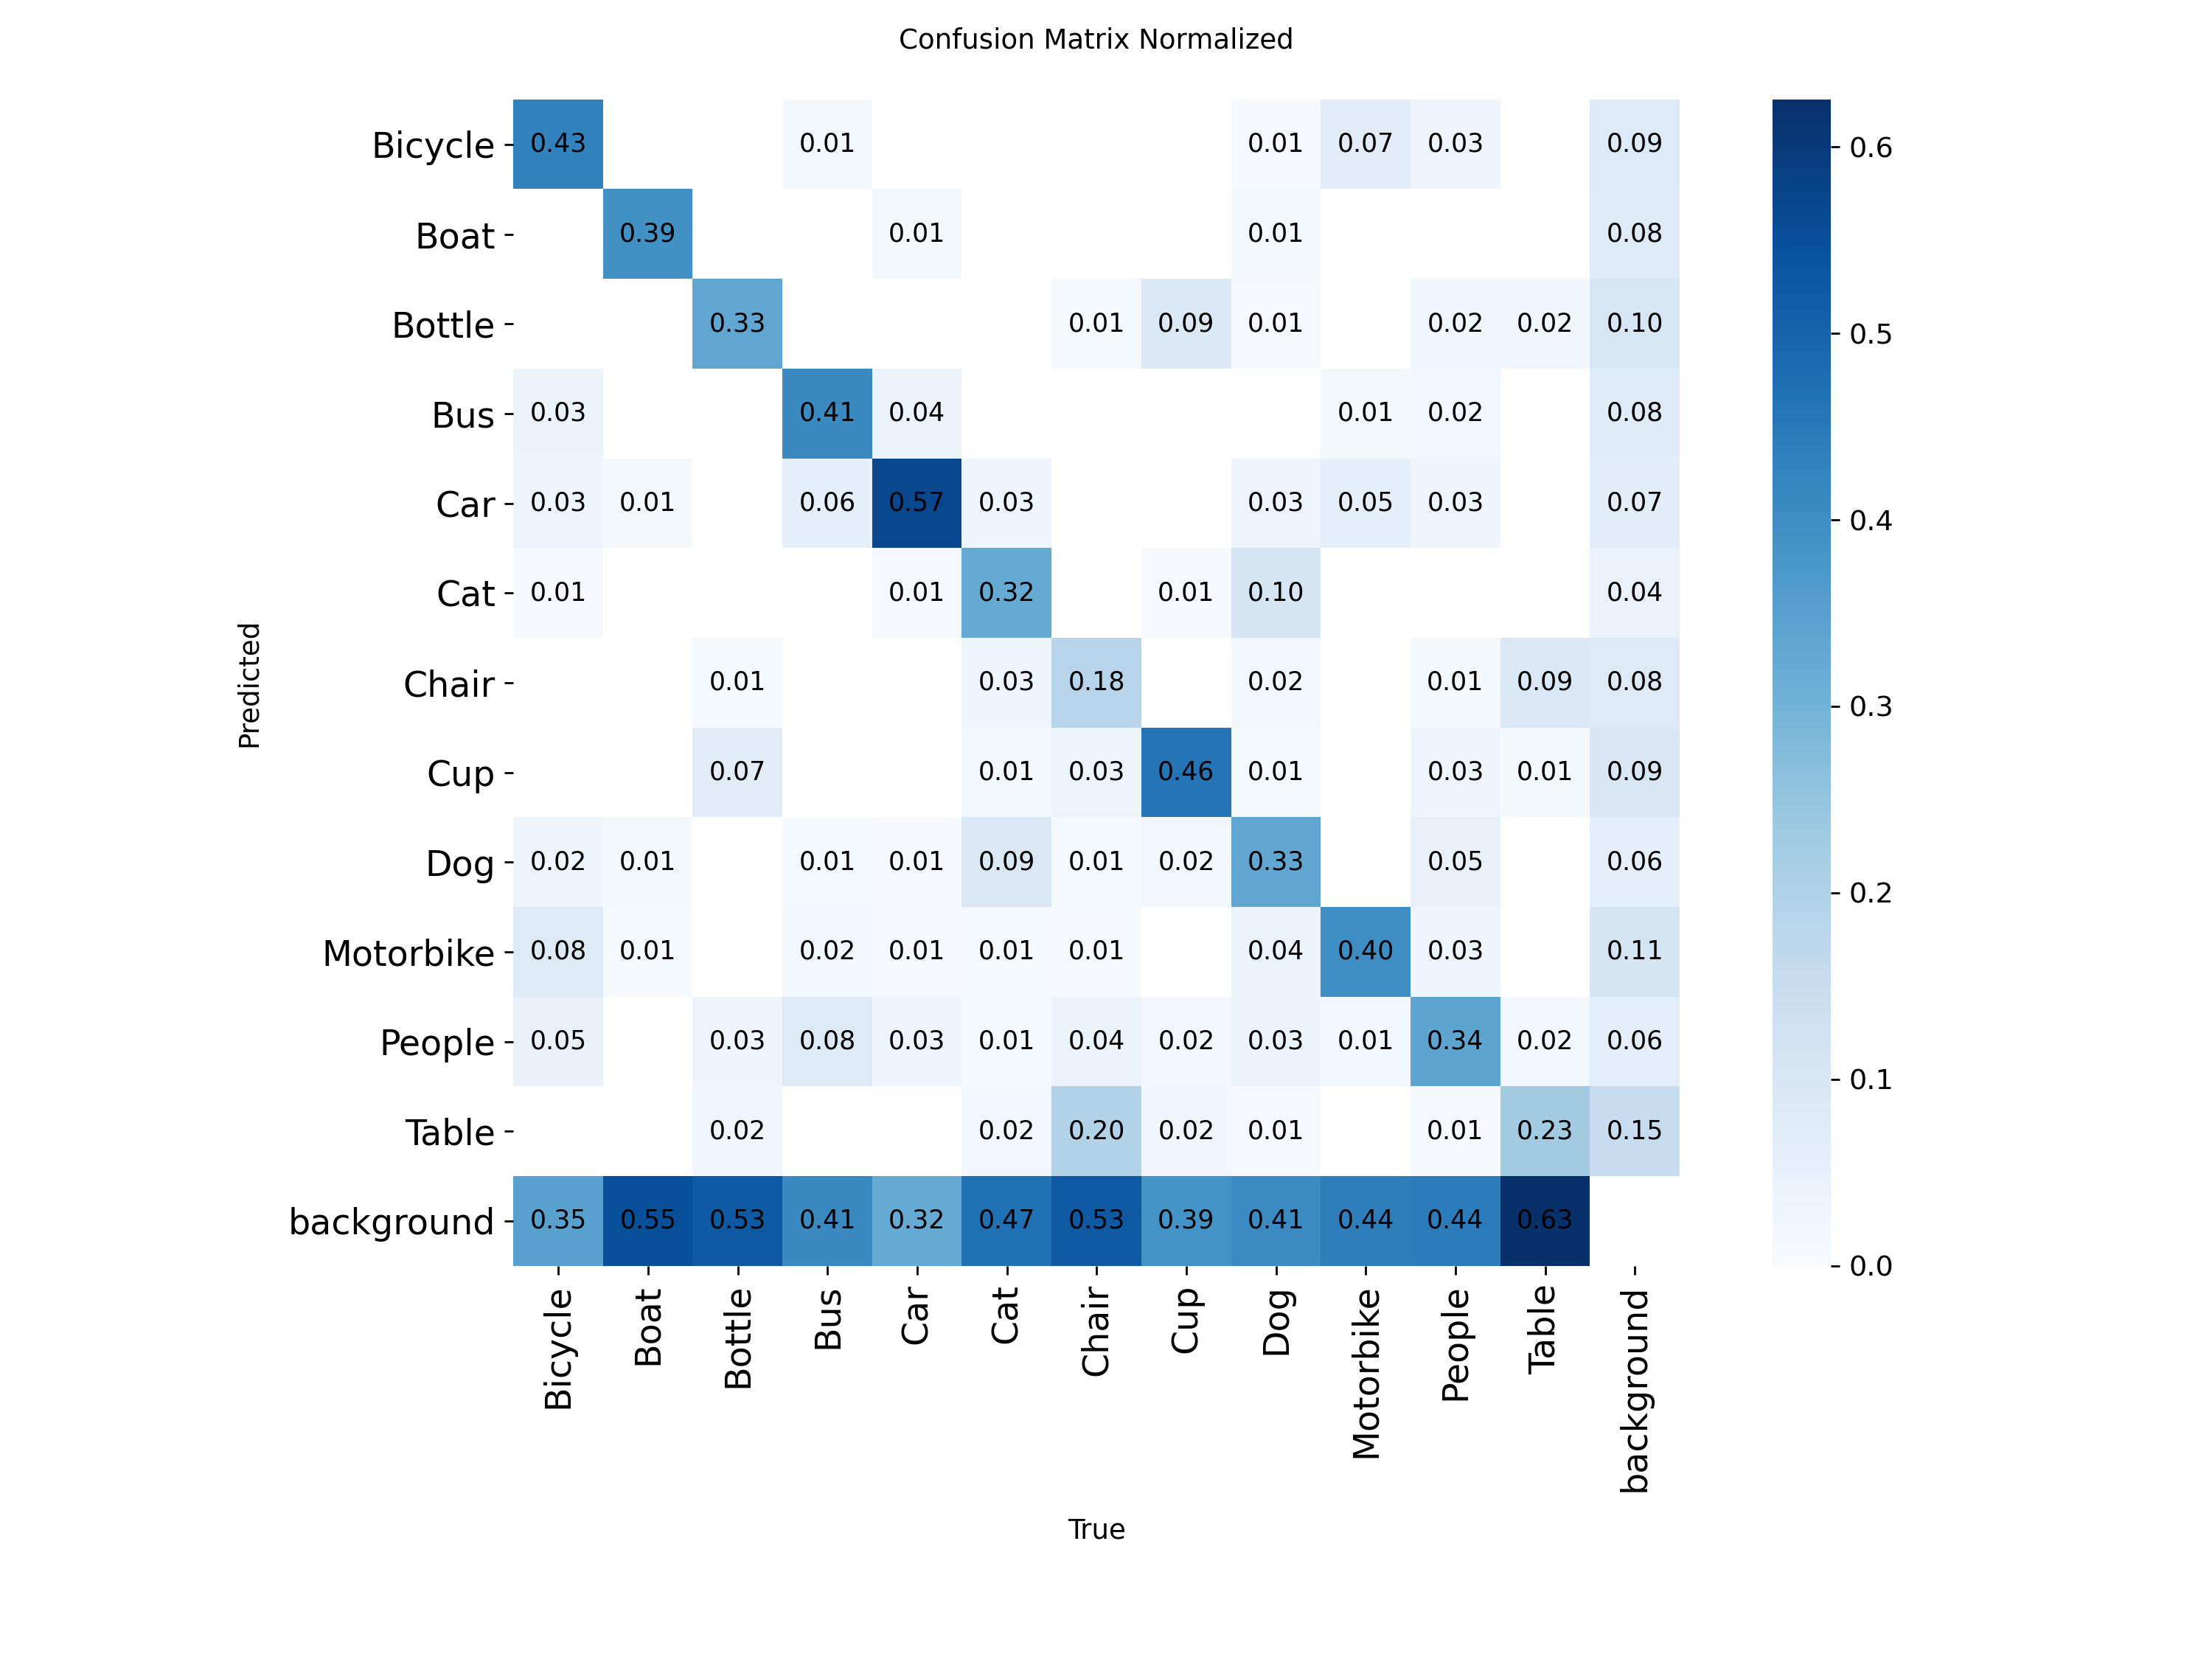 Confusion Matrix Normalized
Bicycle 0.43 0.01 0.01 0.07 0.03 0.09
Boat 0.39 0.01 0.01 0.08
Bottle 0.33 0.01 0.09 0.01 0.02 0.02 0.10
Bus 0.03 0.41 0.04 0.01 0.02 0.08
Car 0.03 0.01 0.06 0.57 0.03 0.03 0.05 0.03 0.07
Cat 0.01 0.01 0.32 0.01 0.10 0.04
Chair 0.01 0.03 0.18 0.02 0.01 0.09 0.08
Cup 0.07 0.01 0.03 0.46 0.01 0.03 0.01 0.09
Dog 0.02 0.01 0.01 0.01 0.09 0.01 0.02 0.33 0.05 0.06
Motorbike 0.08 0.01 0.02 0.01 0.01 0.01 0.04 0.40 0.03 0.11
People 0.05 0.03 0.08 0.03 0.01 0.04 0.02 0.03 0.01 0.34 0.02 0.06
Table 0.02 0.02 0.20 0.02 0.01 0.01 0.23 0.15
background 0.35 0.55 0.53 0.41 0.32 0.47 0.53 0.39 0.41 0.44 0.44 0.63
Predicted
Bicycle Boat Bottle Bus Car Cat Chair Cup Dog Motorbike People Table background
True
0.6
0.5
0.4
0.3
0.2
0.1
0.0